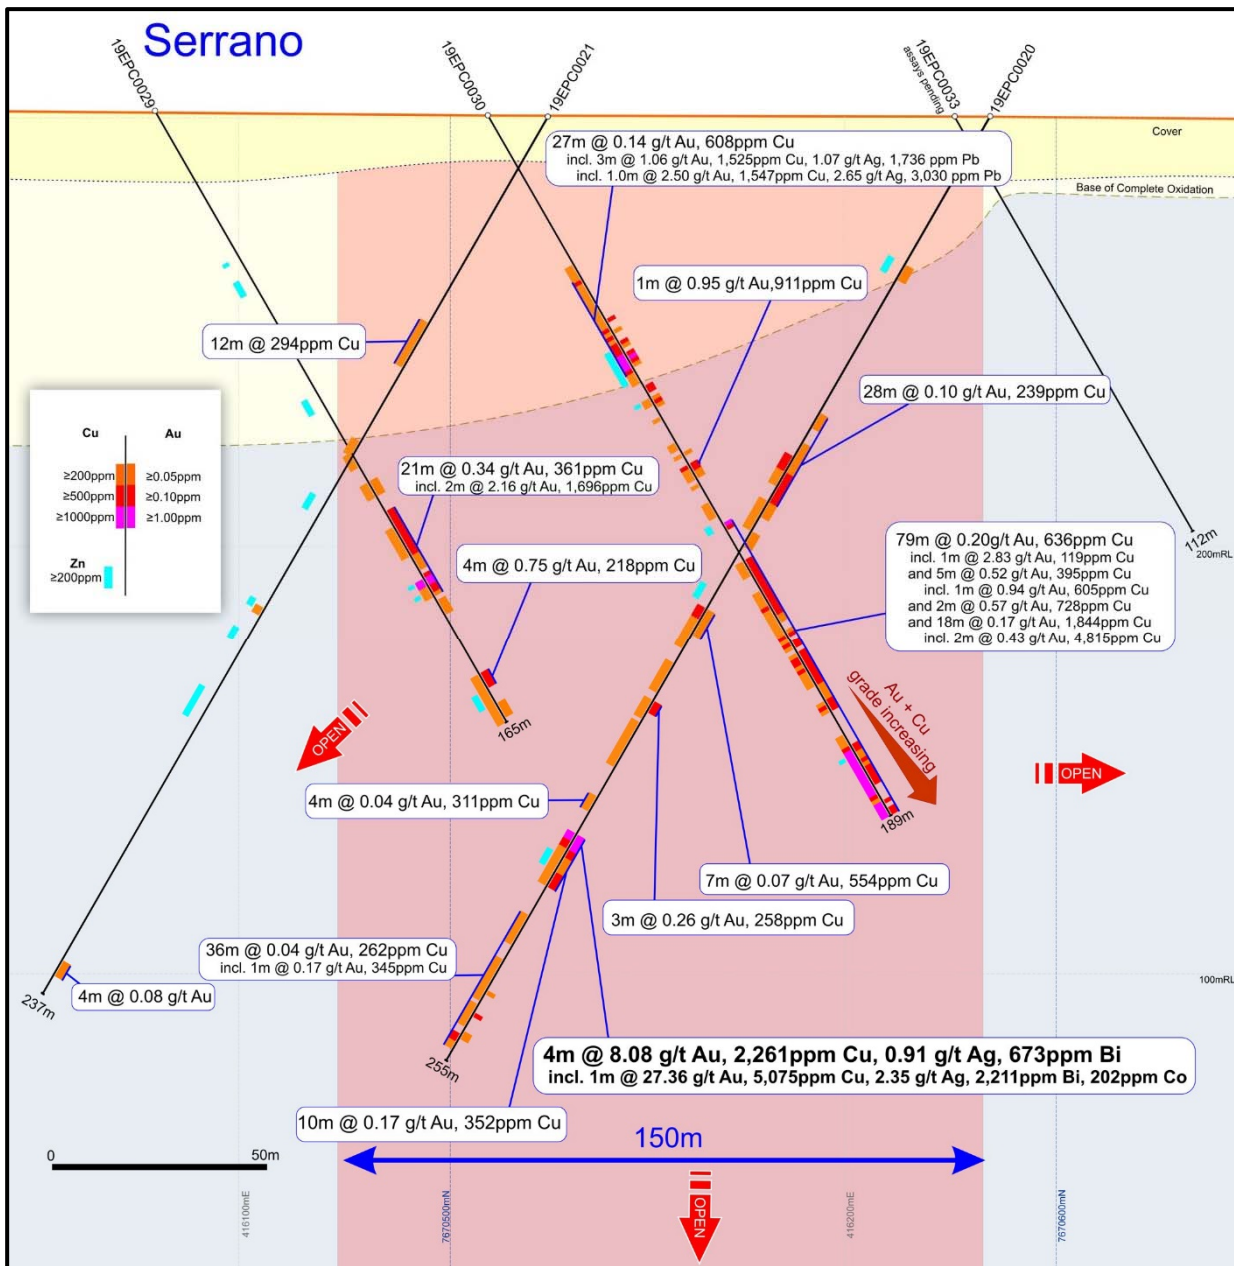 Serrano
19EPC0029
19EPC0030
19EPC0021
19EPC0033
assays pending
19EPC0020
Cover
Base of Complete Oxidation
27m @ 0.14 g/t Au, 608ppm Cu
incl. 3m @ 1.06 g/t Au, 1,525ppm Cu, 1.07 g/t Ag, 1,736 ppm Pb
incl. 1.0m @ 2.50 g/t Au, 1,547ppm Cu, 2.65 g/t Ag, 3,030 ppm Pb
1m @ 0.95 g/t Au,911ppm Cu
12m @ 294ppm Cu
28m @ 0.10 g/t Au, 239ppm Cu
Cu Au
≥200ppm ≥0.05ppm
≥500ppm ≥0.10ppm
≥1000ppm ≥1.00ppm
Zn
≥200ppm
21m @ 0.34 g/t Au, 361ppm Cu
incl. 2m @ 2.16 g/t Au, 1,696ppm Cu
112m
200mRL
79m @ 0.20g/t Au, 636ppm Cu
incl. 1m @ 2.83 g/t Au, 119ppm Cu
and 5m @ 0.52 g/t Au, 395ppm Cu
incl. 1m @ 0.94 g/t Au, 605ppm Cu
and 2m @ 0.57 g/t Au, 728ppm Cu
and 18m @ 0.17 g/t Au, 1,844ppm Cu
incl. 2m @ 0.43 g/t Au, 4,815ppm Cu
4m @ 0.75 g/t Au, 218ppm Cu
165m
OPEN
Au + Cu
grade increasing
OPEN
4m @ 0.04 g/t Au, 311ppm Cu
189m
7m @ 0.07 g/t Au, 554ppm Cu
3m @ 0.26 g/t Au, 258ppm Cu
36m @ 0.04 g/t Au, 262ppm Cu
incl. 1m @ 0.17 g/t Au, 345ppm Cu
100mRL
4m @ 0.08 g/t Au
237m
255m
4m @ 8.08 g/t Au, 2,261ppm Cu, 0.91 g/t Ag, 673ppm Bi
incl. 1m @ 27.36 g/t Au, 5,075ppm Cu, 2.35 g/t Ag, 2,211ppm Bi, 202ppm Co
10m @ 0.17 g/t Au, 352ppm Cu
150m
0 50m
OPEN
416100mE
7670500mN
416200mE
7670600mN